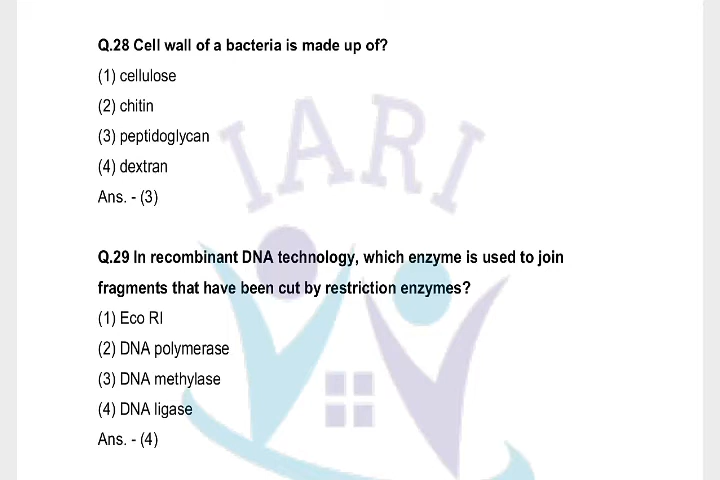 Q.28 Cell wall of a bacteria is made up of?
(1) cellulose
(2) chitin
(3) peptidoglycan
(4) dextran
Ans. - (3)
IARI
Q.29 In recombinant DNA technology, which enzyme is used to join
fragments that have been cut by restriction enzymes?
(1) Eco RI
(2) DNA polymerase
(3) DNA methylase
(4) DNA ligase
Ans. - (4)